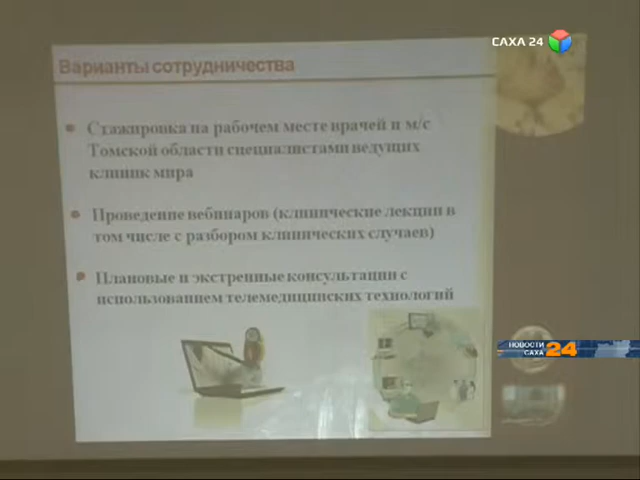 САХА 24
Варианты сотрудничества
Стажировка на рабочем месте врачей и м/с
Томской области специалистами ведущих
клиник мира
Проведение вебинаров (клинические лекции в
том числе с разбором клинических случаев)
Плановые и экстренные консультации с
использованием телемедицинских технологий
НОВОСТИ
САХА 24